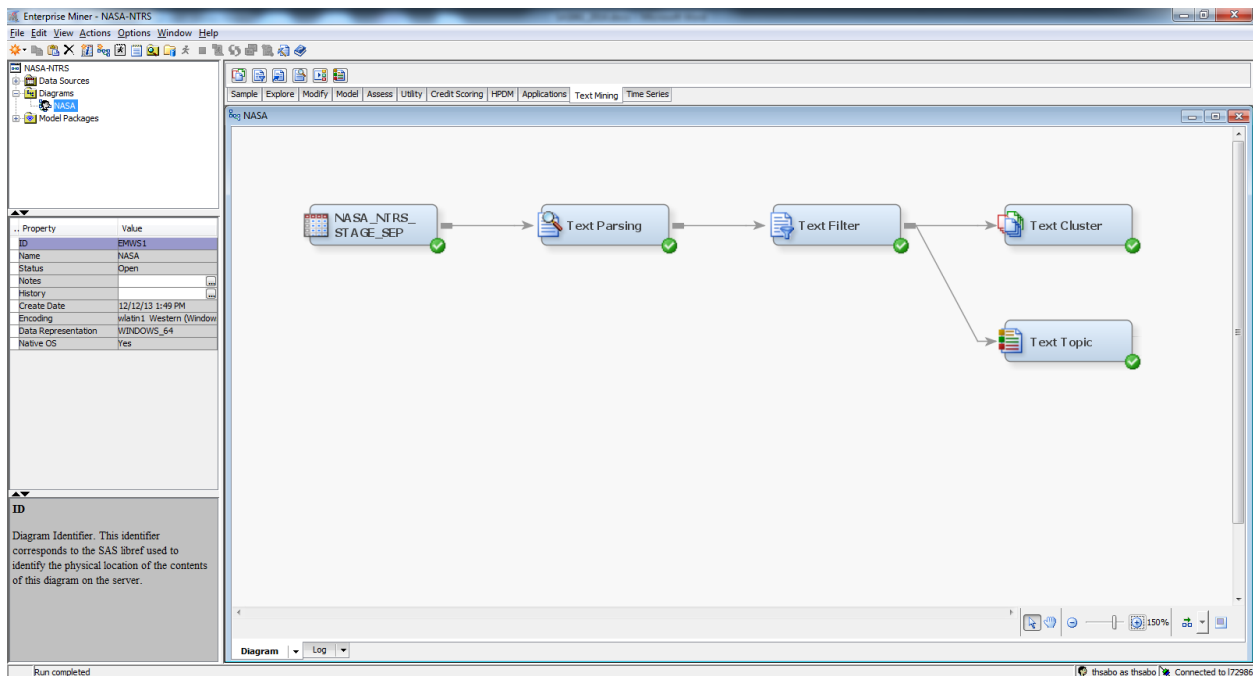 Enterprise Miner - NASA-NTRS
File Edit View Actions Options Window Help
NASA-NTRS
Data Sources
Diagrams
NASA
Model Packages
Sample Explore Modify Model Assess Utility Credit Scoring HPDM Applications Text Mining Time Series
NASA
NASA_NTRS_
STAGE_SEP
Text Parsing
Text Filter
Text Cluster
Text Topic
.. Property Value
ID EMWS1
Name NASA
Status Open
Notes ...
History ...
Create Date 12/12/13 1:49 PM
Encoding wlatin1 Western (Window
Data Representation WINDOWS_64
Native OS Yes
ID
Diagram Identifier. This identifier
corresponds to the SAS libref used to
identify the physical location of the contents
of this diagram on the server.
150%
Diagram Log
Run completed
thsabo as thsabo Connected to l72986